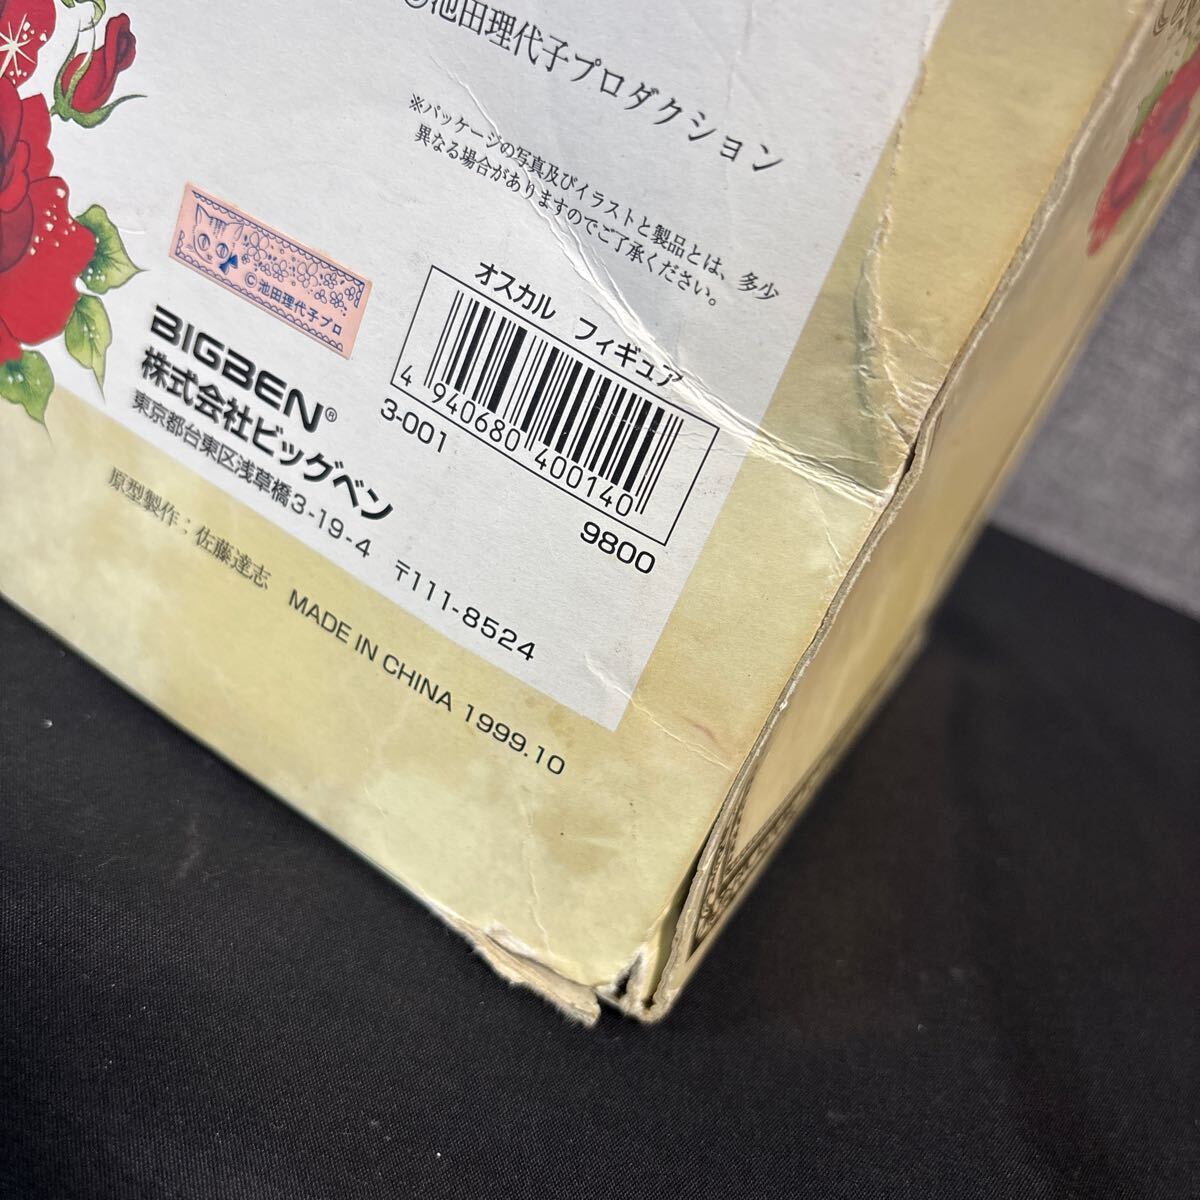 ©池田理代子プロダクション
※パッケージの写真及びイラストと製品とは、多少
異なる場合がありますのでご了承ください。
©池田理代子プロ
オスカル フィギュア
4 940680 400140
3-001
9800
BIGBEN®
株式会社ビッグベン
東京都台東区浅草橋3-19-4 〒111-8524
原型製作：佐藤達志 MADE IN CHINA 1999.10